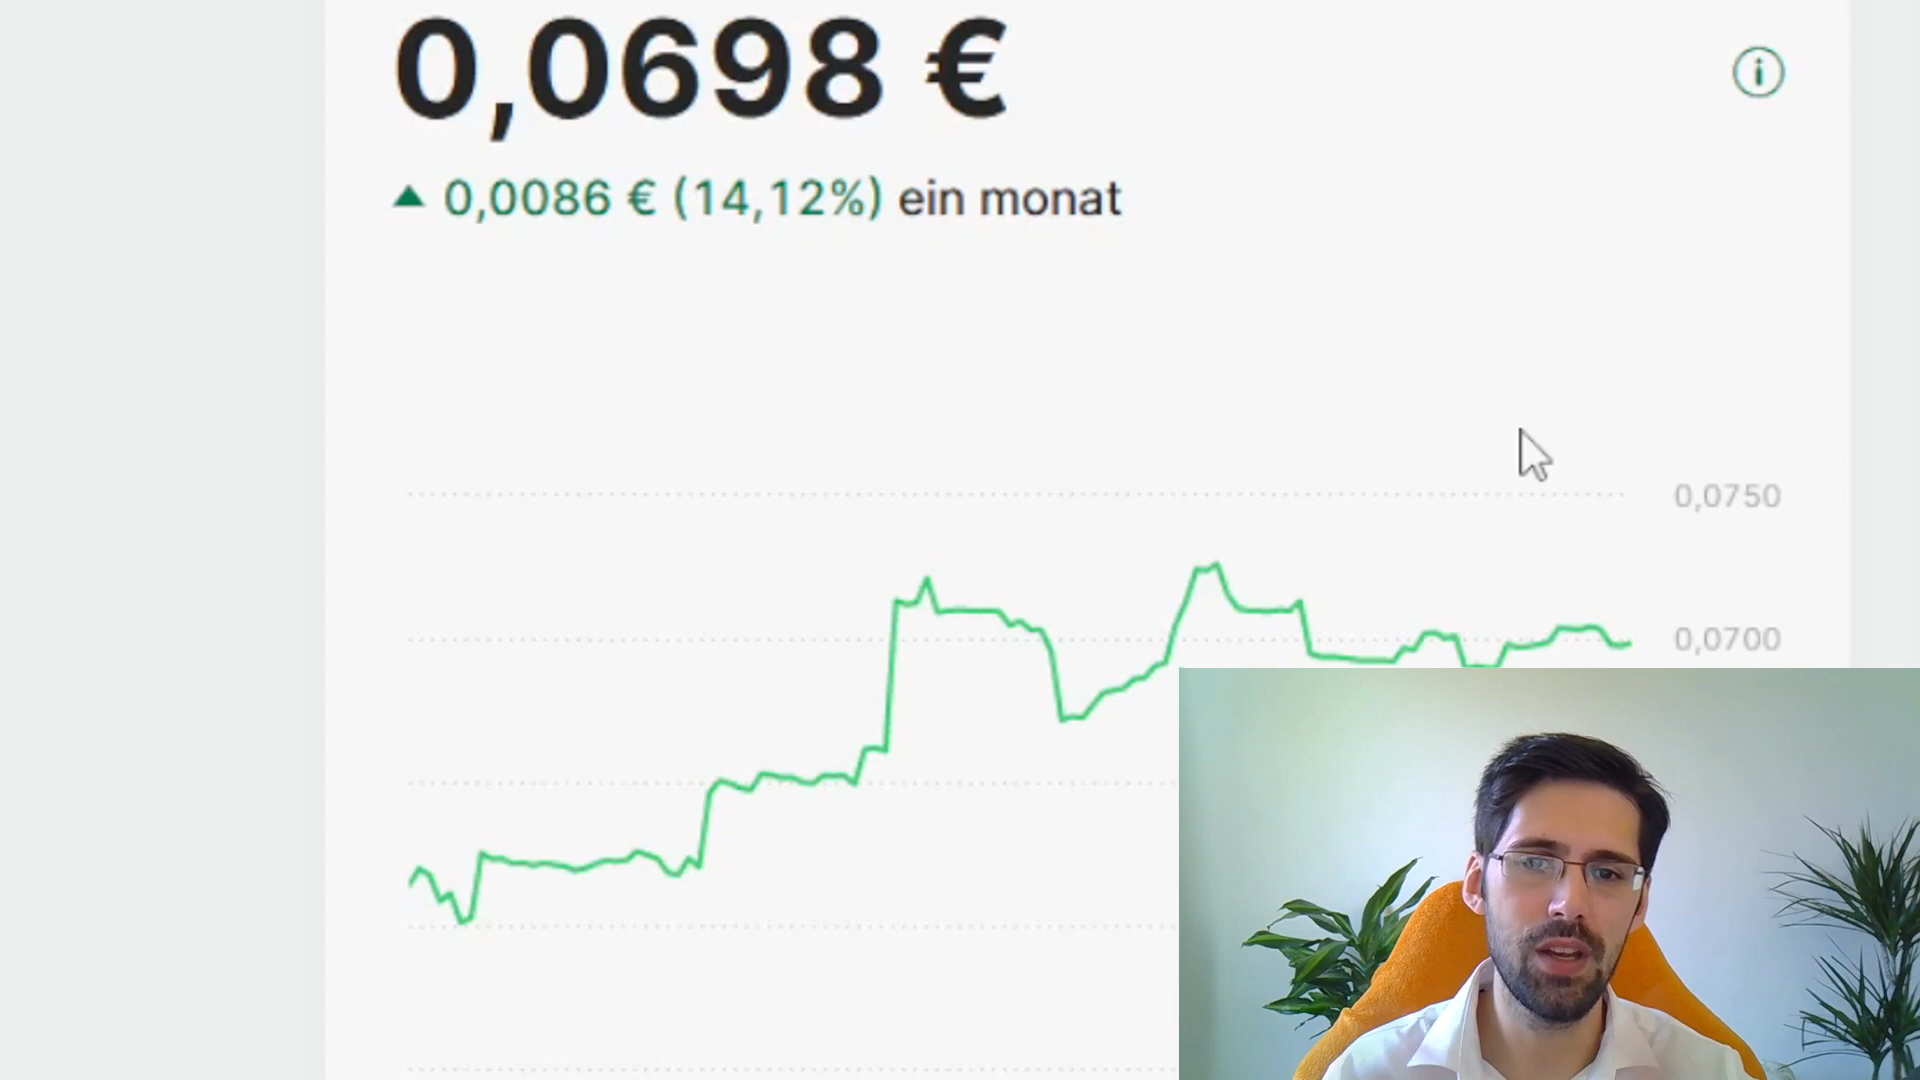 0,0698 €
▲ 0,0086 € (14,12%) ein monat
0,0750
0,0700